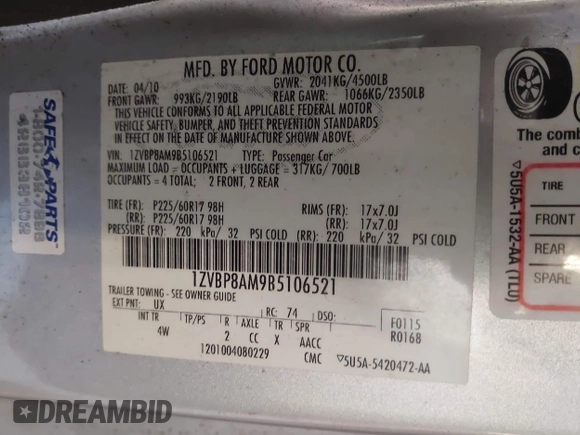 MFD. BY FORD MOTOR CO.
DATE: 04/10 GVWR: 2041KG/4500LB
FRONT GAWR: 993KG/2190LB REAR GAWR: 1066KG/2350LB
THIS VEHICLE CONFORMS TO ALL APPLICABLE FEDERAL MOTOR
VEHICLE SAFETY, BUMPER, AND THEFT PREVENTION STANDARDS
IN EFFECT ON THE DATE OF MANUFACTURE SHOWN ABOVE.
VIN: 1ZVBP8AM9B5106521 TYPE: Passenger Car
MAXIMUM LOAD = OCCUPANTS + LUGGAGE = 317KG/700LB
OCCUPANTS = 4 TOTAL; 2 FRONT, 2 REAR
TIRE (FR): P225/60R17 98H RIMS (FR): 17x7.0J
(RR): P225/60R17 98H (RR): 17x7.0J
PRESSURE (FR): 220 kPa/ 32 PSI COLD (RR): 220 kPa/ 32 PSI COLD
1ZVBP8AM9B5106521
TRAILER TOWING - SEE OWNER GUIDE
EXT PNT: UX RC: 74 DSO:
INT TR TP/PS R AXLE TR SPR F0115
4W 2 CC X AACC R0168
1201004080229 CMC ▽5U5A-5420472-AA
SAFE PARTS
The comb
and c
TIRE
FRONT
REAR
SPARE
▽5U5A-1532-AA (TLU)
DREAMBID